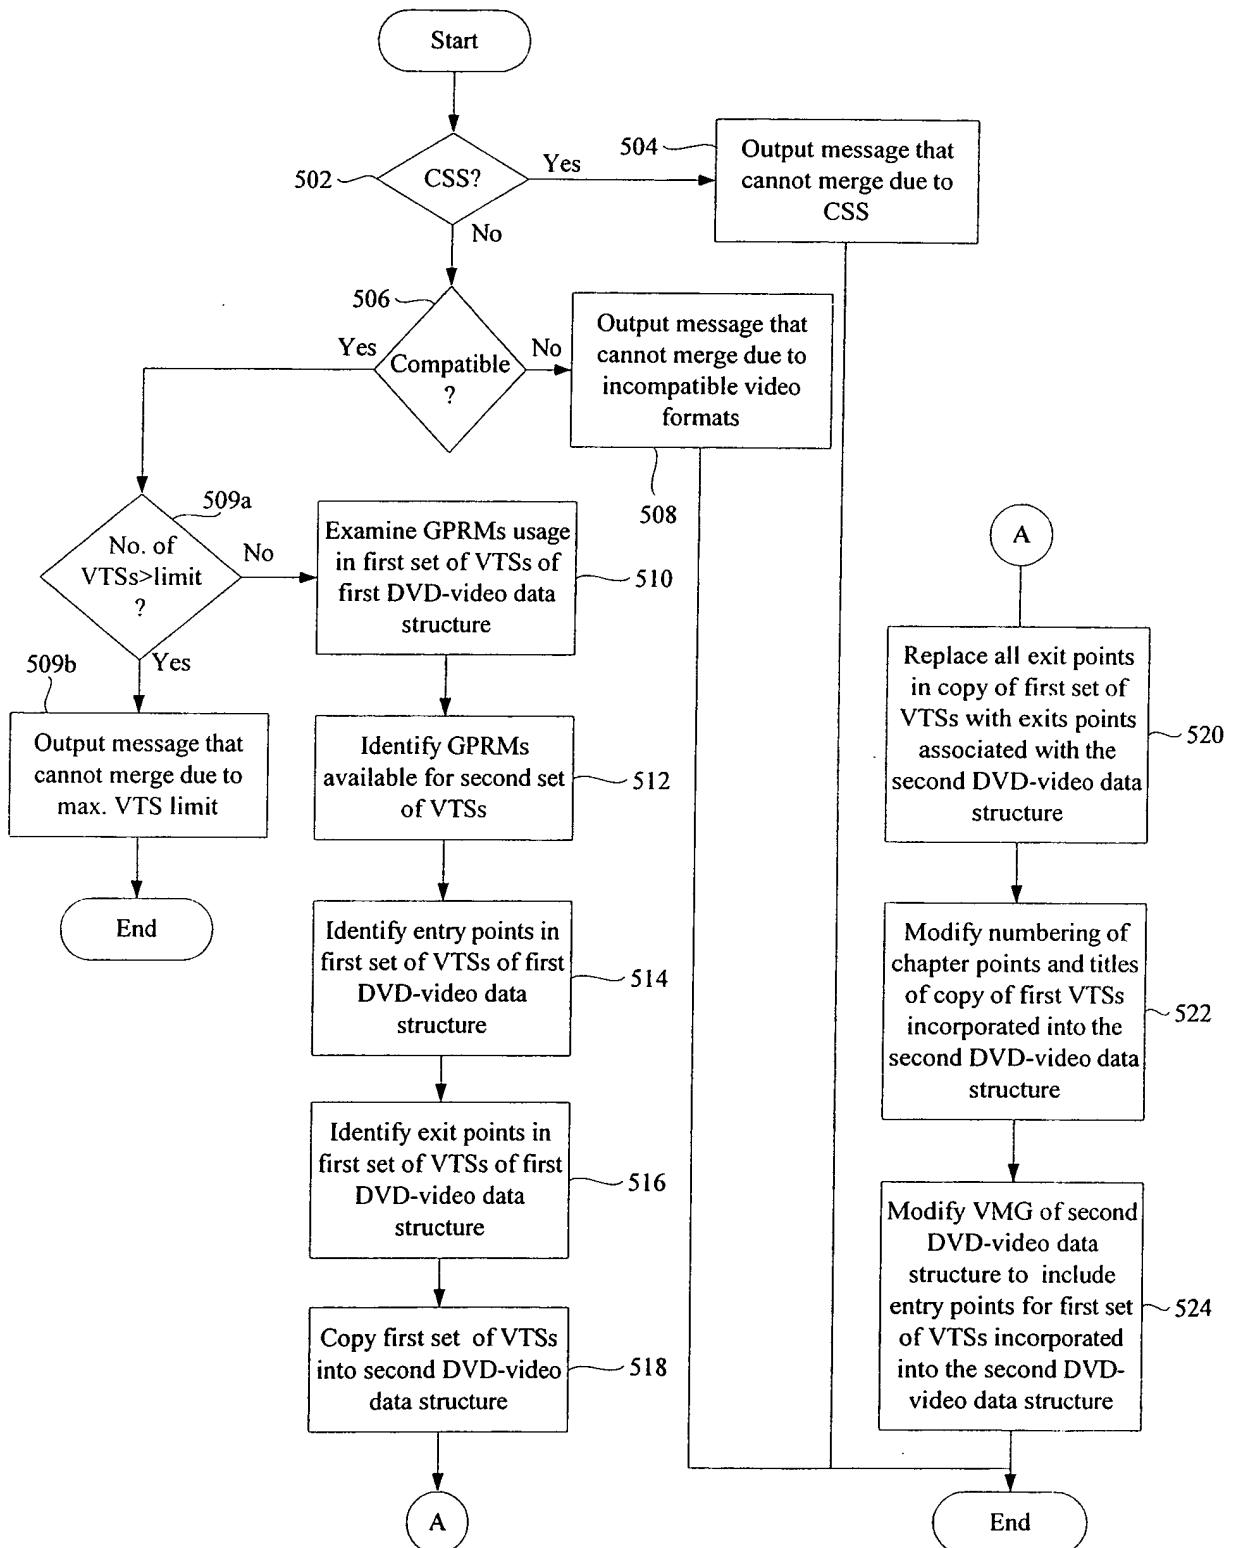 Start
502
CSS?
Yes
No
504
Output message that
cannot merge due to
CSS
506
Compatible
?
Yes
No
Output message that
cannot merge due to
incompatible video
formats
508
509a
No. of
VTSs>limit
?
No
Yes
509b
Output message that
cannot merge due to
max. VTS limit
End
Examine GPRMs usage
in first set of VTSs of
first DVD-video data
structure
510
Identify GPRMs
available for second set
of VTSs
512
Identify entry points in
first set of VTSs of first
DVD-video data
structure
514
Identify exit points in
first set of VTSs of first
DVD-video data
structure
516
Copy first set of VTSs
into second DVD-video
data structure
518
A
A
Replace all exit points
in copy of first set of
VTSs with exits points
associated with the
second DVD-video data
structure
520
Modify numbering of
chapter points and titles
of copy of first VTSs
incorporated into the
second DVD-video data
structure
522
Modify VMG of second
DVD-video data
structure to include
entry points for first set
of VTSs incorporated
into the second DVD-
video data structure
524
End